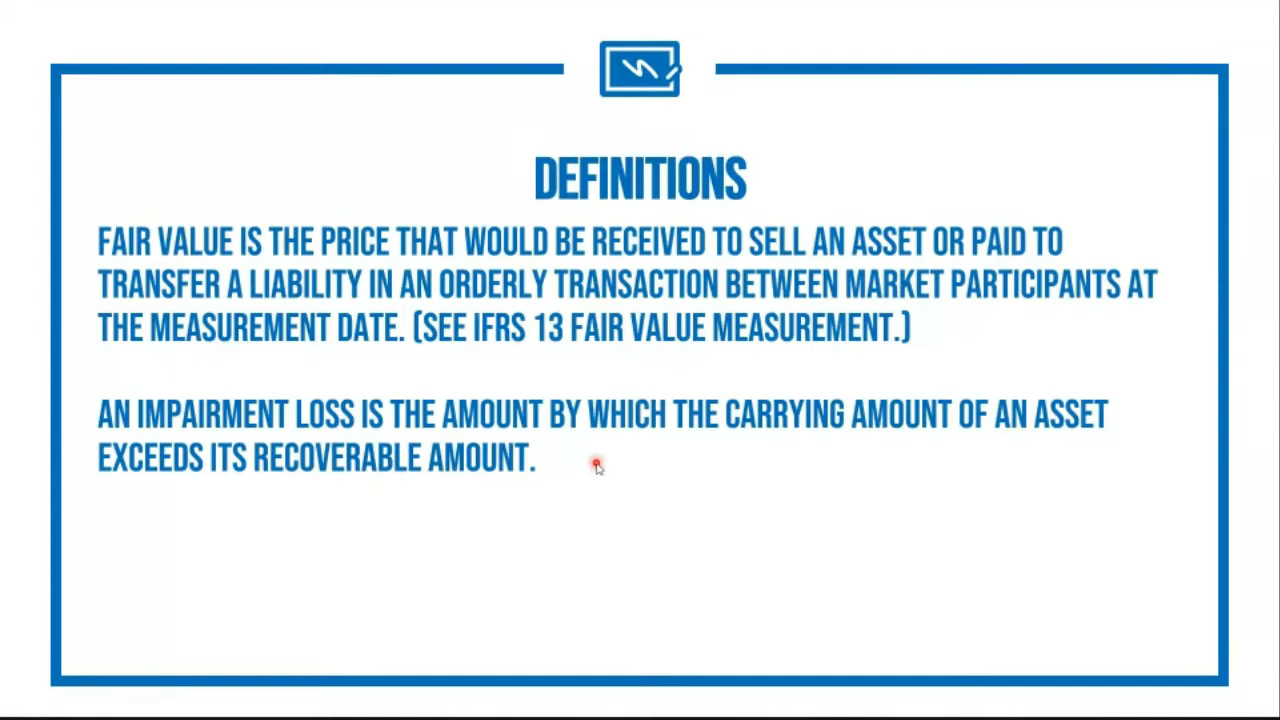 DEFINITIONS
FAIR VALUE IS THE PRICE THAT WOULD BE RECEIVED TO SELL AN ASSET OR PAID TO
TRANSFER A LIABILITY IN AN ORDERLY TRANSACTION BETWEEN MARKET PARTICIPANTS AT
THE MEASUREMENT DATE. (SEE IFRS 13 FAIR VALUE MEASUREMENT.)
AN IMPAIRMENT LOSS IS THE AMOUNT BY WHICH THE CARRYING AMOUNT OF AN ASSET
EXCEEDS ITS RECOVERABLE AMOUNT.